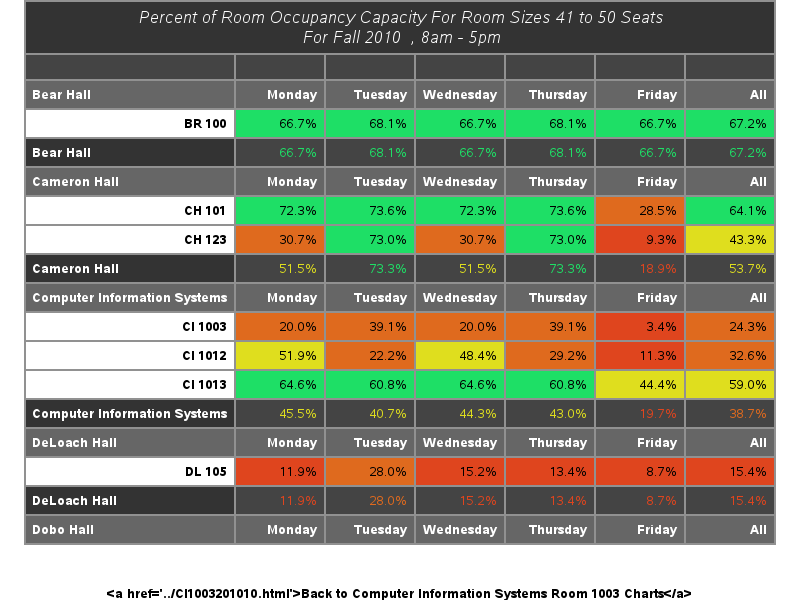 Percent of Room Occupancy Capacity For Room Sizes 41 to 50 Seats
For Fall 2010 , 8am - 5pm
Bear Hall Monday Tuesday Wednesday Thursday Friday All
BR 100 66.7% 68.1% 66.7% 68.1% 66.7% 67.2%
Bear Hall 66.7% 68.1% 66.7% 68.1% 66.7% 67.2%
Cameron Hall Monday Tuesday Wednesday Thursday Friday All
CH 101 72.3% 73.6% 72.3% 73.6% 28.5% 64.1%
CH 123 30.7% 73.0% 30.7% 73.0% 9.3% 43.3%
Cameron Hall 51.5% 73.3% 51.5% 73.3% 18.9% 53.7%
Computer Information Systems Monday Tuesday Wednesday Thursday Friday All
CI 1003 20.0% 39.1% 20.0% 39.1% 3.4% 24.3%
CI 1012 51.9% 22.2% 48.4% 29.2% 11.3% 32.6%
CI 1013 64.6% 60.8% 64.6% 60.8% 44.4% 59.0%
Computer Information Systems 45.5% 40.7% 44.3% 43.0% 19.7% 38.7%
DeLoach Hall Monday Tuesday Wednesday Thursday Friday All
DL 105 11.9% 28.0% 15.2% 13.4% 8.7% 15.4%
DeLoach Hall 11.9% 28.0% 15.2% 13.4% 8.7% 15.4%
Dobo Hall Monday Tuesday Wednesday Thursday Friday All
<a href='../CI1003201010.html'>Back to Computer Information Systems Room 1003 Charts</a>